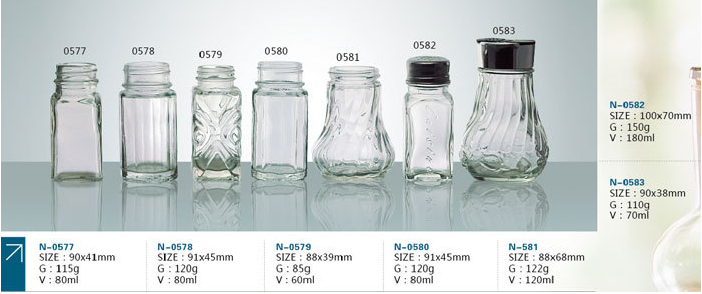 0577
0578
0579
0580
0581
0582
0583
N-0582
SIZE : 100x70mm
G : 150g
V : 180ml
N-0583
SIZE : 90x38mm
G : 110g
V : 70ml
N-0577
SIZE : 90x41mm
G : 115g
V : 80ml
N-0578
SIZE : 91x45mm
G : 120g
V : 80ml
N-0579
SIZE : 88x39mm
G : 85g
V : 60ml
N-0580
SIZE : 91x45mm
G : 120g
V : 80ml
N-581
SIZE : 88x68mm
G : 122g
V : 120ml